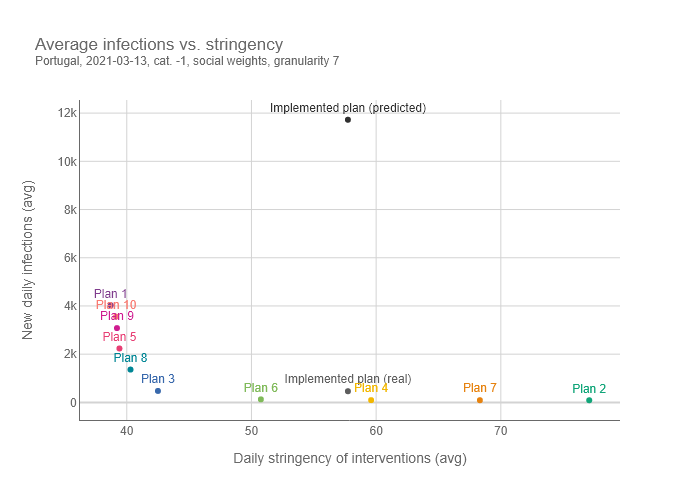 Average infections vs. stringency
Portugal, 2021-03-13, cat. -1, social weights, granularity 7
Implemented plan (predicted)
12k
10k
8k
6k
4k
2k
0
New daily infections (avg)
Plan 1
Plan 10
Plan 9
Plan 5
Plan 8
Plan 3
Implemented plan (real)
Plan 6
Plan 4
Plan 7
Plan 2
40
50
60
70
Daily stringency of interventions (avg)